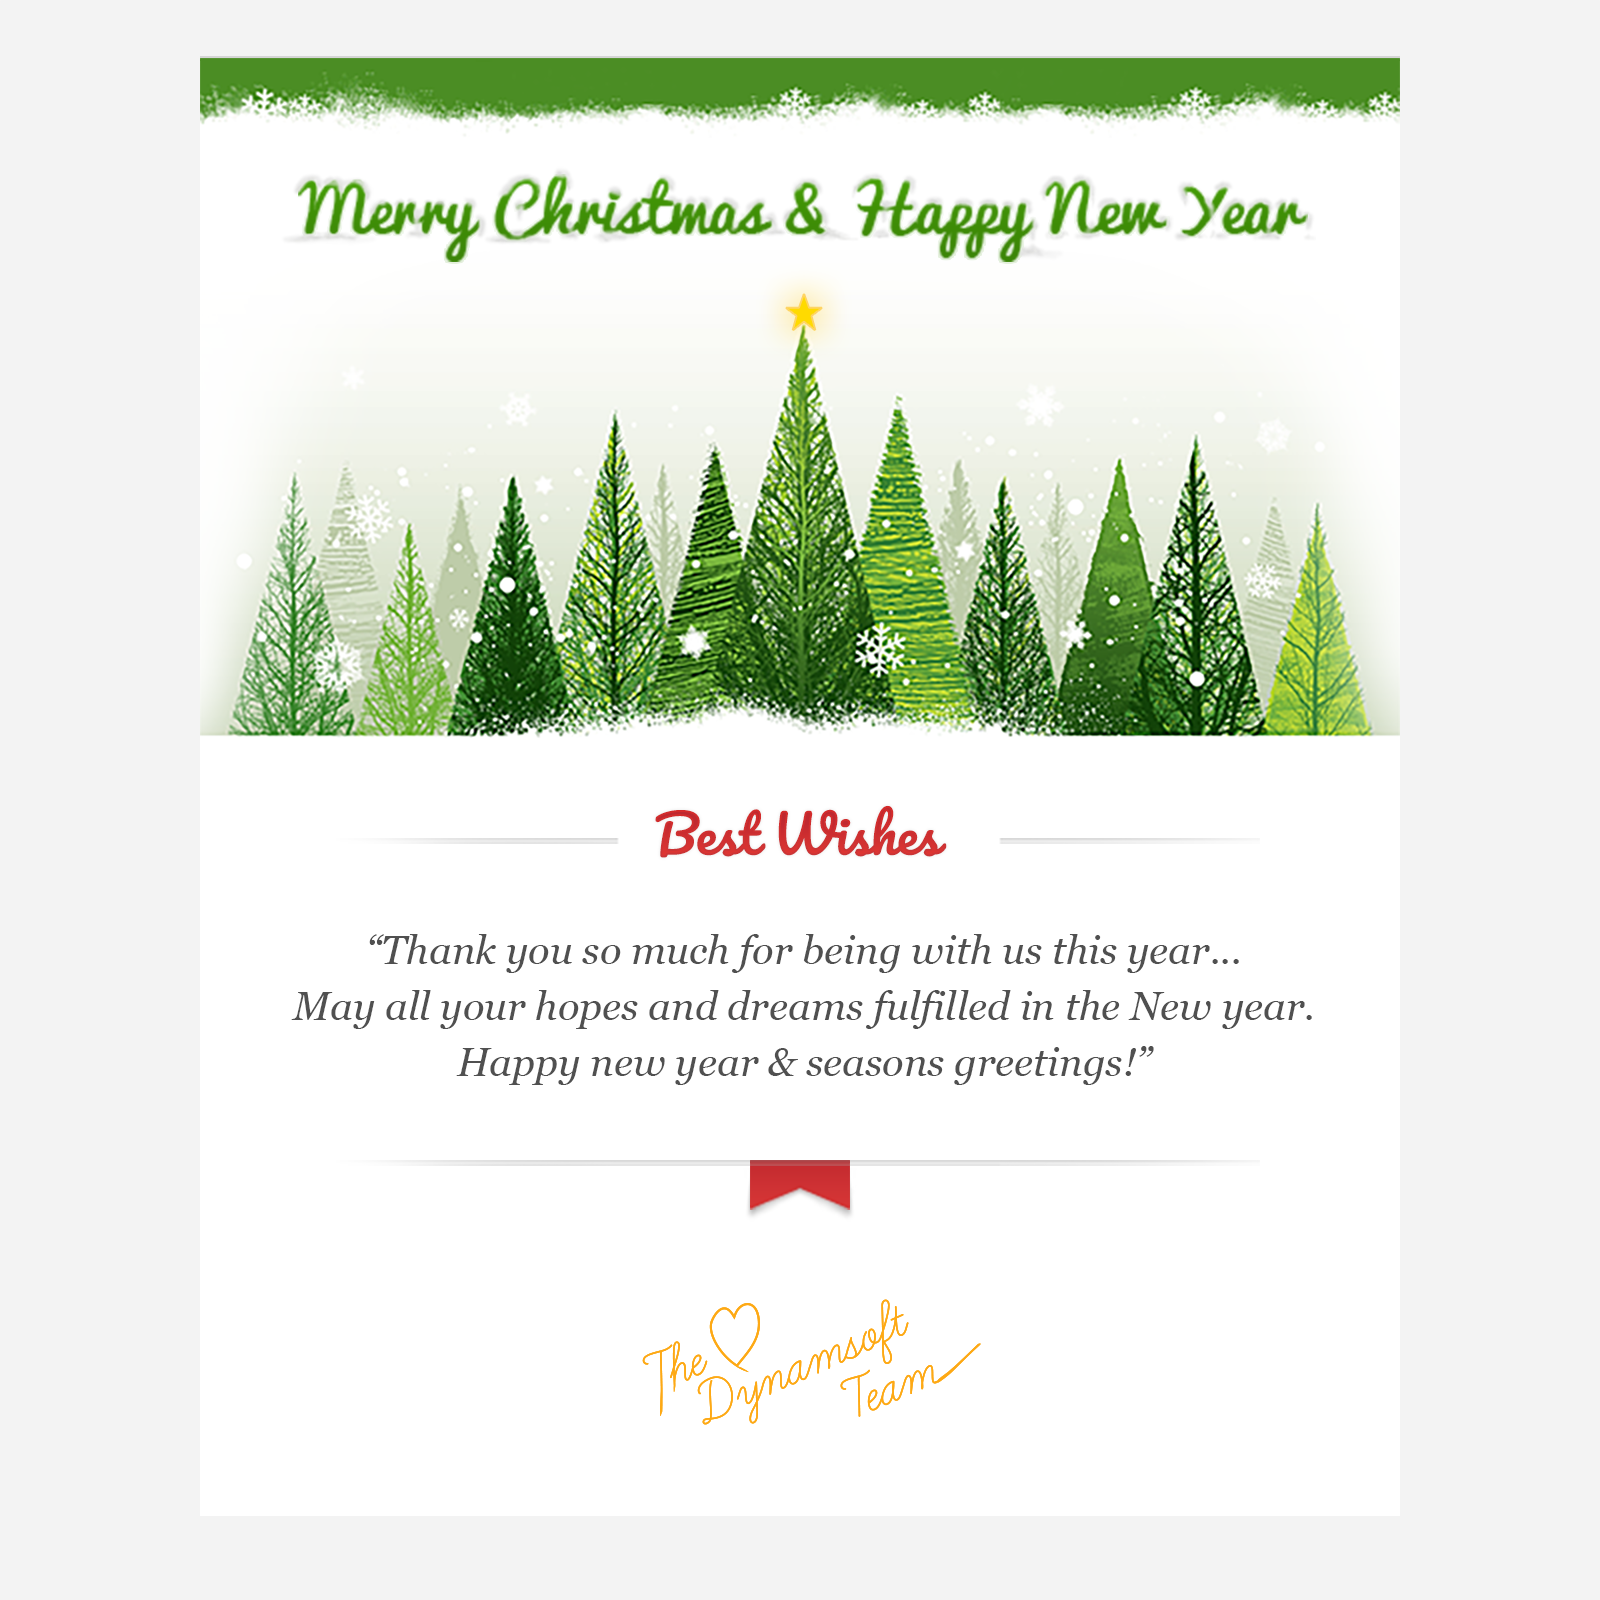 Merry Christmas & Happy New Year
Best Wishes
“Thank you so much for being with us this year...
May all your hopes and dreams fulfilled in the New year.
Happy new year & seasons greetings!”
The
Dynamsoft
Team